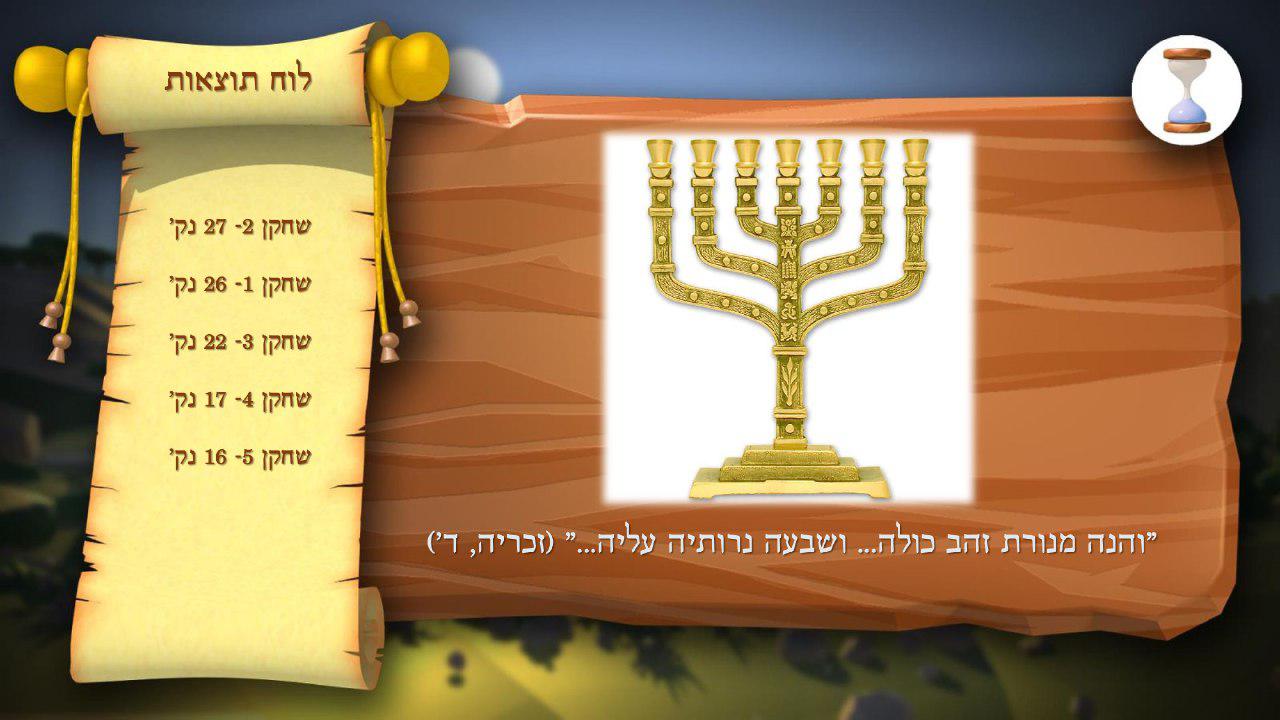 לוח תוצאות
שחקן 2- 27 נק'
שחקן 1- 26 נק'
שחקן 3- 22 נק'
שחקן 4- 17 נק'
שחקן 5- 16 נק'
"והנה מנורת זהב כולה... ושבעה נרותיה עליה..." (זכריה, ד')